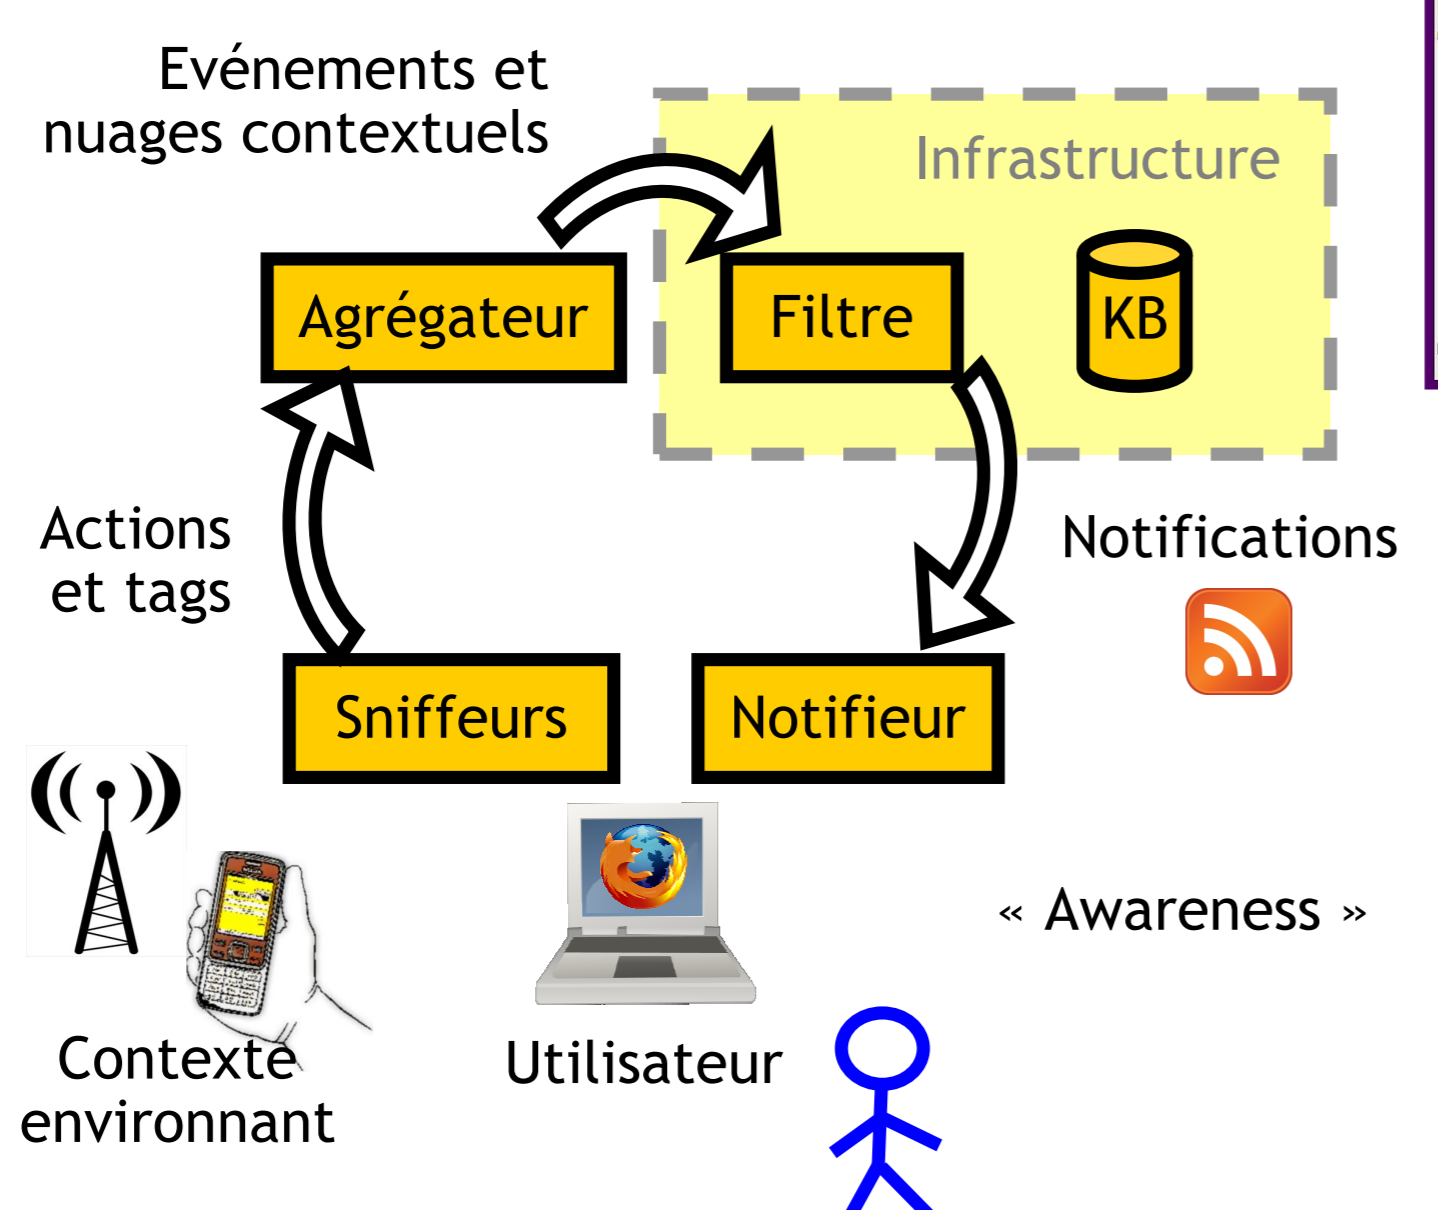 Evénements et
nuages contextuels
Infrastructure
Agrégateur
Filtre
KB
Actions
et tags
Notifications
Sniffeurs
Notifieur
« Awareness »
Contexte
environnant
Utilisateur